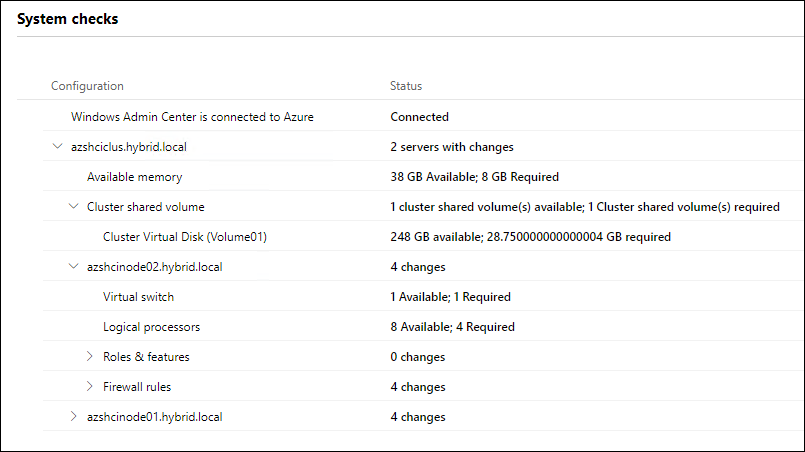 System checks
Configuration Status
Windows Admin Center is connected to Azure Connected
azshciclus.hybrid.local 2 servers with changes
Available memory 38 GB Available; 8 GB Required
Cluster shared volume 1 cluster shared volume(s) available; 1 Cluster shared volume(s) required
Cluster Virtual Disk (Volume01) 248 GB available; 28.750000000000004 GB required
azshcinode02.hybrid.local 4 changes
Virtual switch 1 Available; 1 Required
Logical processors 8 Available; 4 Required
Roles & features 0 changes
Firewall rules 4 changes
azshcinode01.hybrid.local 4 changes